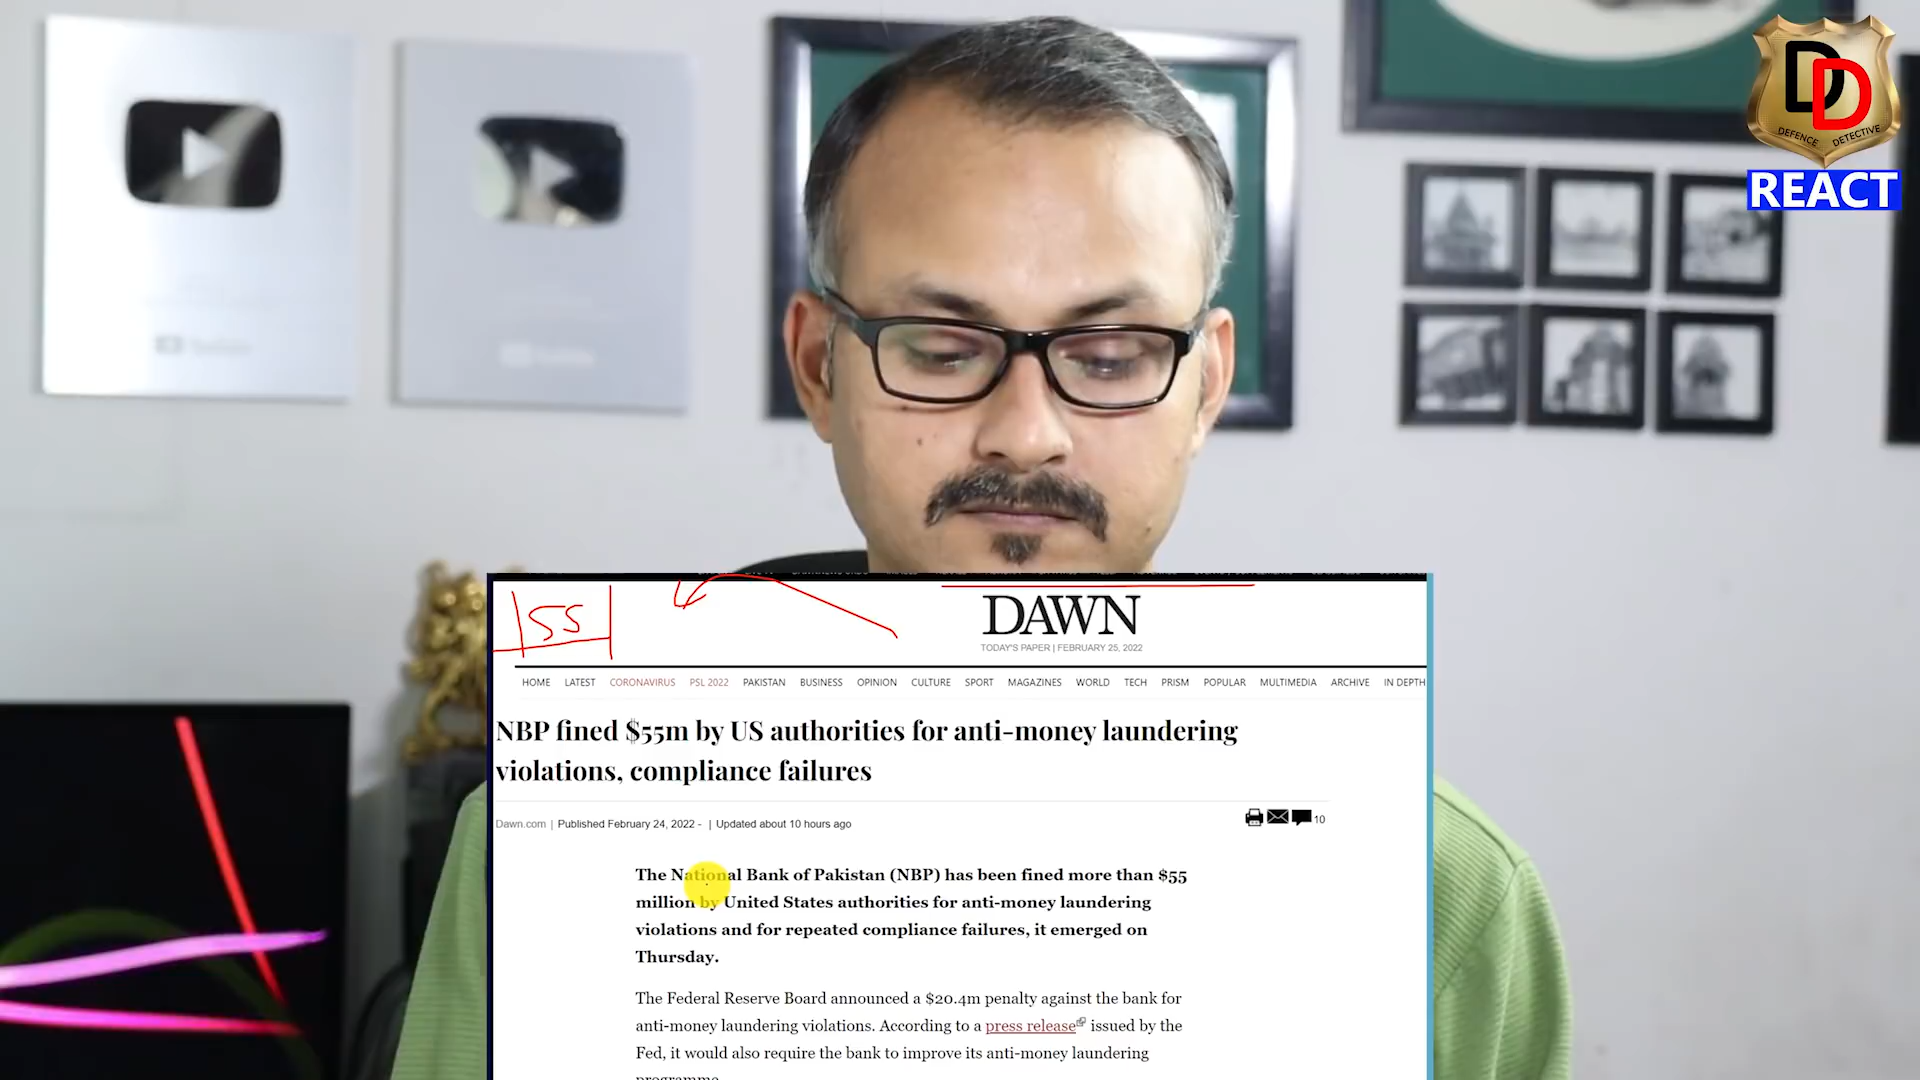 DD
DEFENCE DETECTIVE
REACT
55
DAWN
TODAY'S PAPER | FEBRUARY 25, 2022
HOME LATEST CORONAVIRUS PSL 2022 PAKISTAN BUSINESS OPINION CULTURE SPORT MAGAZINES WORLD TECH PRISM POPULAR MULTIMEDIA ARCHIVE IN DEPTH
NBP fined $55m by US authorities for anti-money laundering
violations, compliance failures
Dawn.com | Published February 24, 2022 - | Updated about 10 hours ago
10
The National Bank of Pakistan (NBP) has been fined more than $55
million by United States authorities for anti-money laundering
violations and for repeated compliance failures, it emerged on
Thursday.
The Federal Reserve Board announced a $20.4m penalty against the bank for
anti-money laundering violations. According to a press release issued by the
Fed, it would also require the bank to improve its anti-money laundering
programme.